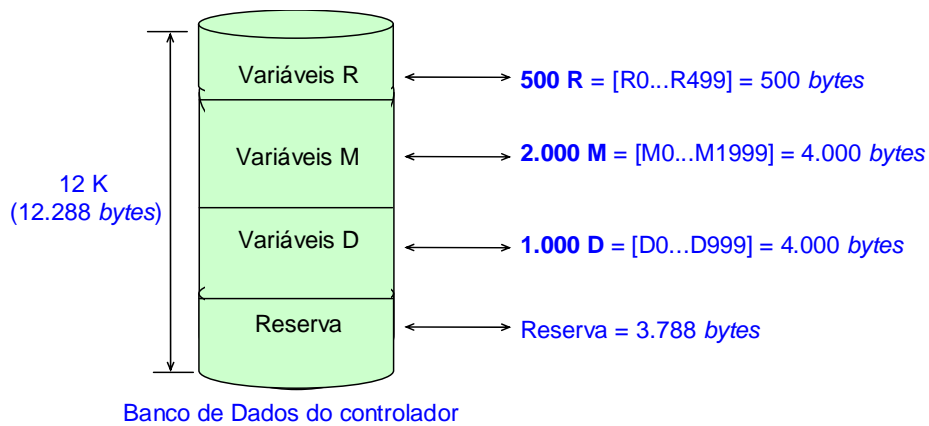 Variáveis R
500 R = [R0...R499] = 500 bytes
Variáveis M
2.000 M = [M0...M1999] = 4.000 bytes
12 K
(12.288 bytes)
Variáveis D
1.000 D = [D0...D999] = 4.000 bytes
Reserva
Reserva = 3.788 bytes
Banco de Dados do controlador